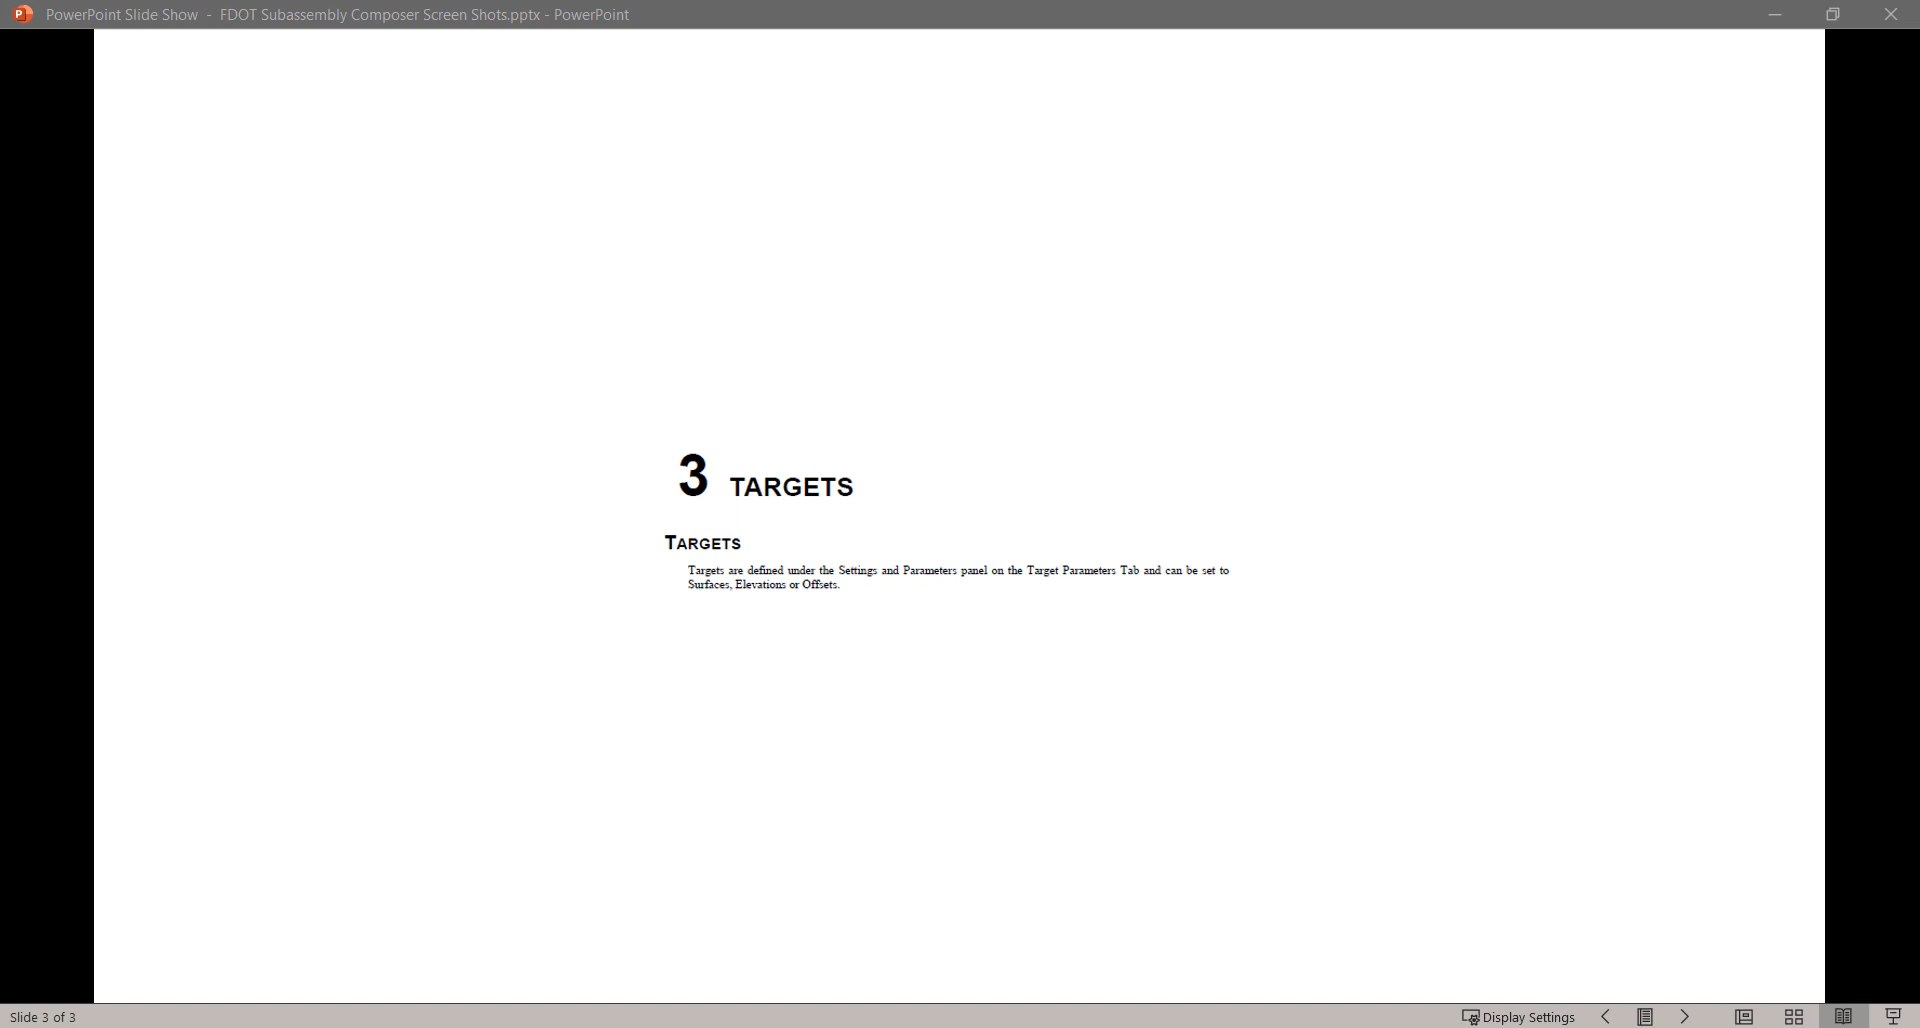 PowerPoint Slide Show - FDOT Subassembly Composer Screen Shots.pptx - PowerPoint
3 TARGETS
TARGETS
Targets are defined under the Settings and Parameters panel on the Target Parameters Tab and can be set to
Surfaces, Elevations or Offsets.
Slide 3 of 3
Display Settings